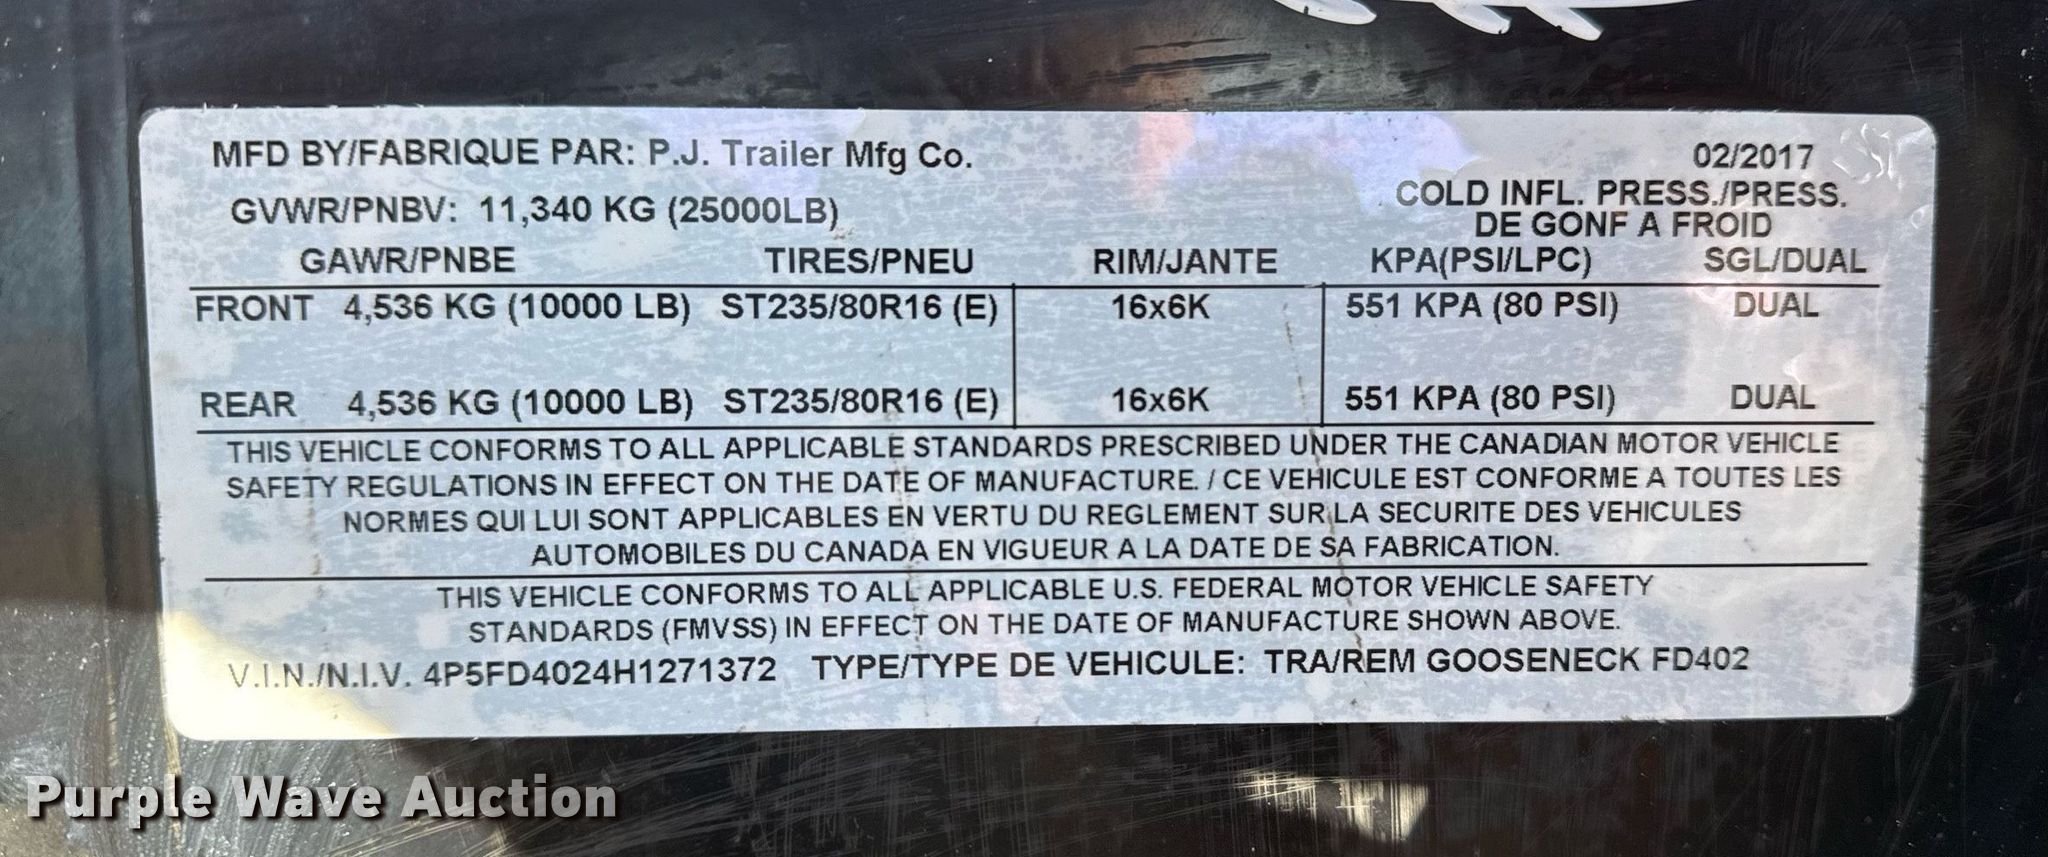 MFD BY/FABRIQUE PAR: P.J. Trailer Mfg Co. 02/2017
GVWR/PNBV: 11,340 KG (25000LB) COLD INFL. PRESS./PRESS.
DE GONF A FROID
GAWR/PNBE TIRES/PNEU RIM/JANTE KPA(PSI/LPC) SGL/DUAL
FRONT 4,536 KG (10000 LB) ST235/80R16 (E) 16x6K 551 KPA (80 PSI) DUAL
REAR 4,536 KG (10000 LB) ST235/80R16 (E) 16x6K 551 KPA (80 PSI) DUAL
THIS VEHICLE CONFORMS TO ALL APPLICABLE STANDARDS PRESCRIBED UNDER THE CANADIAN MOTOR VEHICLE
SAFETY REGULATIONS IN EFFECT ON THE DATE OF MANUFACTURE. / CE VEHICULE EST CONFORME A TOUTES LES
NORMES QUI LUI SONT APPLICABLES EN VERTU DU REGLEMENT SUR LA SECURITE DES VEHICULES
AUTOMOBILES DU CANADA EN VIGUEUR A LA DATE DE SA FABRICATION.
THIS VEHICLE CONFORMS TO ALL APPLICABLE U.S. FEDERAL MOTOR VEHICLE SAFETY
STANDARDS (FMVSS) IN EFFECT ON THE DATE OF MANUFACTURE SHOWN ABOVE.
V.I.N./N.I.V. 4P5FD4024H1271372 TYPE/TYPE DE VEHICULE: TRA/REM GOOSENECK FD402
Purple Wave Auction